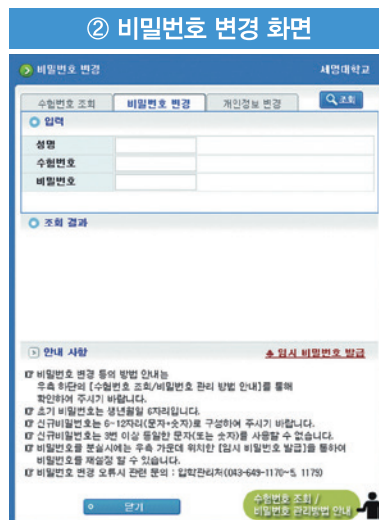 ② 비밀번호 변경 화면
비밀번호 변경 세명대학교
수험번호 조회 비밀번호 변경 개인정보 변경 조회
입력
성명
수험번호
비밀번호
조회 결과
안내 사항 임시 비밀번호 발급
☞ 비밀번호 변경 등의 방법 안내는
우측 하단의 [수험번호 조회/비밀번호 관리 방법 안내]를 통해
확인하여 주시기 바랍니다.
☞ 초기 비밀번호는 생년월일 6자리입니다.
☞ 신규비밀번호는 6-12자리(문자+숫자)로 구성하여 주시기 바랍니다.
☞ 신규비밀번호는 3번 이상 동일한 문자(또는 숫자)를 사용할 수 없습니다.
☞ 비밀번호를 분실시에는 우측 가운데 위치한 [임시 비밀번호 발급]을 통하여
비밀번호를 재설정 할 수 있습니다.
☞ 비밀번호 변경 오류시 관련 문의 : 입학관리처(043-649-1170~5, 1179)
닫기
수험번호 조회 /
비밀번호 관리방법 안내